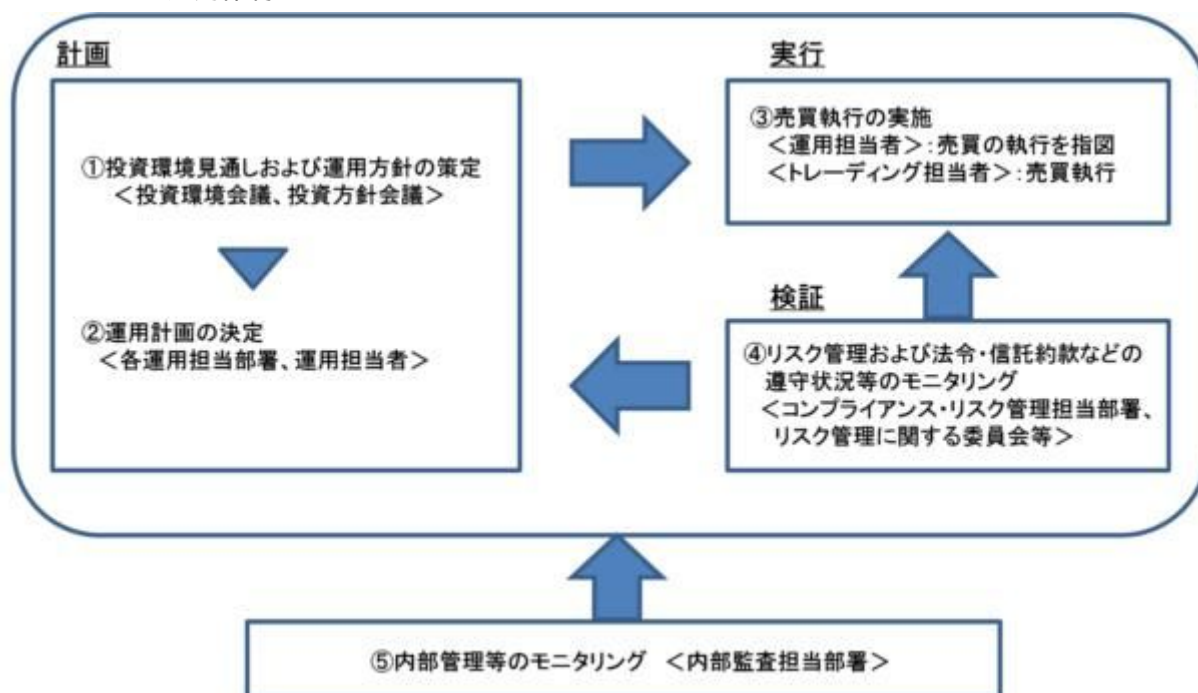 計画
①投資環境見通しおよび運用方針の策定
＜投資環境会議、投資方針会議＞
②運用計画の決定
＜各運用担当部署、運用担当者＞
実行
③売買執行の実施
＜運用担当者＞:売買の執行を指図
＜トレーディング担当者＞:売買執行
検証
④リスク管理および法令・信託約款などの
遵守状況等のモニタリング
＜コンプライアンス・リスク管理担当部署、
リスク管理に関する委員会等＞
⑤内部管理等のモニタリング ＜内部監査担当部署＞